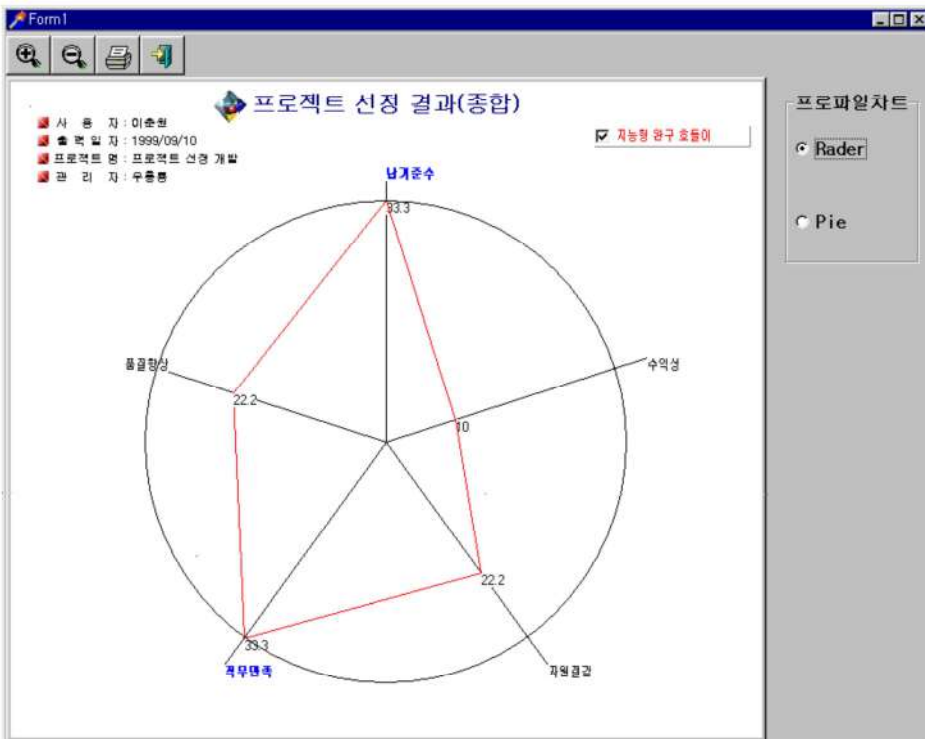 Form1
프로젝트 선정 결과(종합)
사 용 자 : 이춘원
출 력 일 자 : 1999/09/10
프로젝트 명 : 프로젝트 선정 개발
관 리 자 : 우룡룡
지능형 완구 호돌이
납기준수
33.3
수익성
10
품질향상
22.2
22.2
33.3
직무만족
자원절감
프로파일차트
Rader
Pie